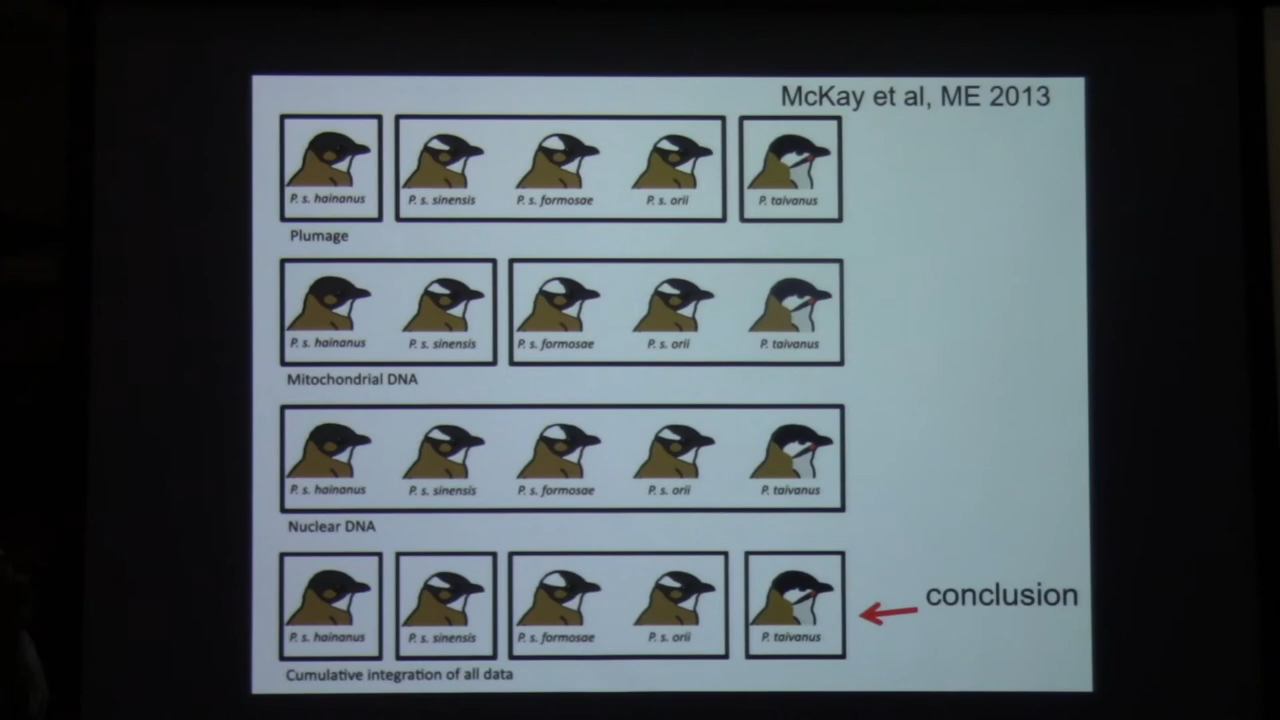 McKay et al, ME 2013
P. s. hainanus P. s. sinensis P. s. formosae P. s. orii P. taivanus
Plumage
P. s. hainanus P. s. sinensis P. s. formosae P. s. orii P. taivanus
Mitochondrial DNA
P. s. hainanus P. s. sinensis P. s. formosae P. s. orii P. taivanus
Nuclear DNA
conclusion
P. s. hainanus P. s. sinensis P. s. formosae P. s. orii P. taivanus
Cumulative integration of all data